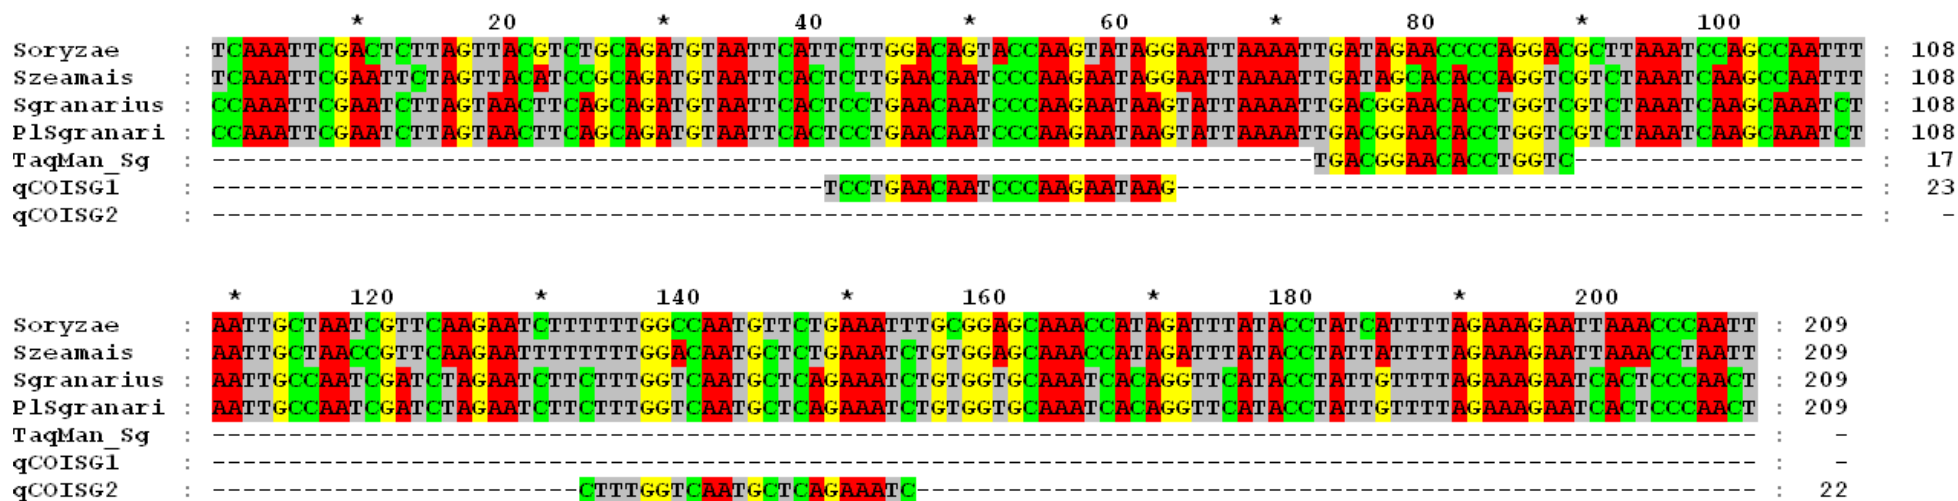 * 20 * 40 * 60 * 80 * 100
Soryzae : TCAAATTCGACTCTTAGTTACGTCTGCAGATGTAATTCATTCTTGGACAGTACCAAGTATAGGAATTAAAATTGATAGAACCCCAGGACGCTTAAATCCAGCCAATTT : 108
Szeamais : TCAAATTCGAATTCTAGTTACATCCGCAGATGTAATTCACTCTTGAACAATCCCAAGAATAGGAATTAAAATTGATAGCACACCAGGTCGTCTAAATCAAGCCAATTT : 108
Sgranarius : CCAAATTCGAATCTTAGTAACTTCAGCAGATGTAATTCACTCCTGAACAATCCCAAGAATAAGTATTAAAATTGACGGAACACCTGGTCGTCTAAATCAAGCAAATCT : 108
PlSgranari : CCAAATTCGAATCTTAGTAACTTCAGCAGATGTAATTCACTCCTGAACAATCCCAAGAATAAGTATTAAAATTGACGGAACACCTGGTCGTCTAAATCAAGCAAATCT : 108
TaqMan_Sg : ------------------------------------------------------------------------TGACGGAACACCTGGTC------------------- : 17
qCOISG1 : ----------------------------------------TCCTGAACAATCCCAAGAATAAG--------------------------------------------- : 23
qCOISG2 : ------------------------------------------------------------------------------------------------------------ : -
* 120 * 140 * 160 * 180 * 200
Soryzae : AATTGCTAATCGTTCAAGAATCTTTTTTGGCCAATGTTCTGAAATTTGCGGAGCAAACCATAGATTTATACCTATCATTTTAGAAAGAATTAAACCCAATT : 209
Szeamais : AATTGCTAACCGTTCAAGAATTTTTTTTGGACAATGCTCTGAAATCTGTGGAGCAAACCATAGATTTATACCTATTATTTTAGAAAGAATTAAACCTAATT : 209
Sgranarius : AATTGCCAATCGATCTAGAATCTTCTTTGGTCAATGCTCAGAAATCTGTGGTGCAAATCACAGGTTCATACCTATTGTTTTAGAAAGAATCACTCCCAACT : 209
PlSgranari : AATTGCCAATCGATCTAGAATCTTCTTTGGTCAATGCTCAGAAATCTGTGGTGCAAATCACAGGTTCATACCTATTGTTTTAGAAAGAATCACTCCCAACT : 209
TaqMan_Sg : ----------------------------------------------------------------------------------------------------- : -
qCOISG1 : ----------------------------------------------------------------------------------------------------- : -
qCOISG2 : ------------------------CTTTGGTCAATGCTCAGAAATC------------------------------------------------------- : 22